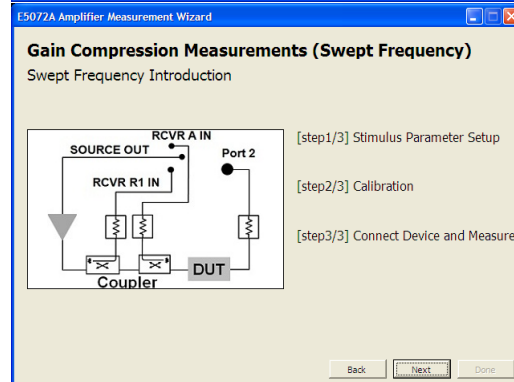 E5072A Amplifier Measurement Wizard
Gain Compression Measurements (Swept Frequency)
Swept Frequency Introduction
RCVR A IN
SOURCE OUT
Port 2
RCVR R1 IN
DUT
Coupler
[step1/3] Stimulus Parameter Setup
[step2/3] Calibration
[step3/3] Connect Device and Measure
Back
Next
Done